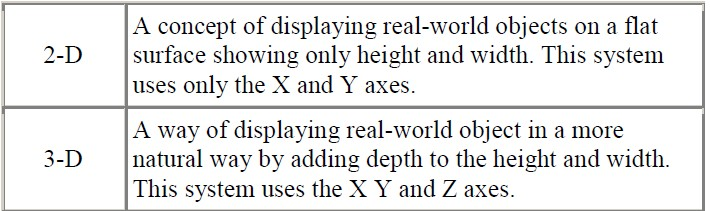 2-D
A concept of displaying real-world objects on a flat
surface showing only height and width. This system
uses only the X and Y axes.
3-D
A way of displaying real-world object in a more
natural way by adding depth to the height and width.
This system uses the X Y and Z axes.